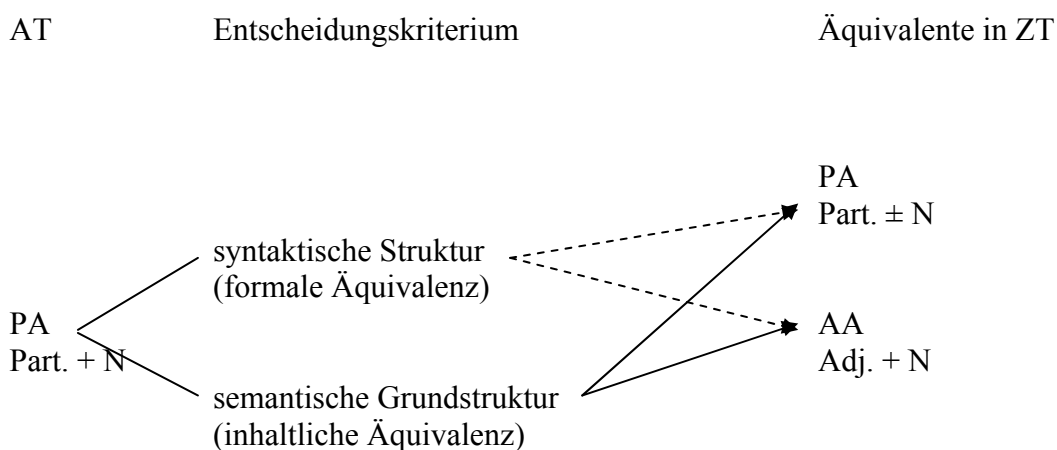 AT Entscheidungskriterium Äquivalente in ZT
PA
Part. ± N
syntaktische Struktur
(formale Äquivalenz)
PA
Part. + N
AA
Adj. + N
semantische Grundstruktur
(inhaltliche Äquivalenz)